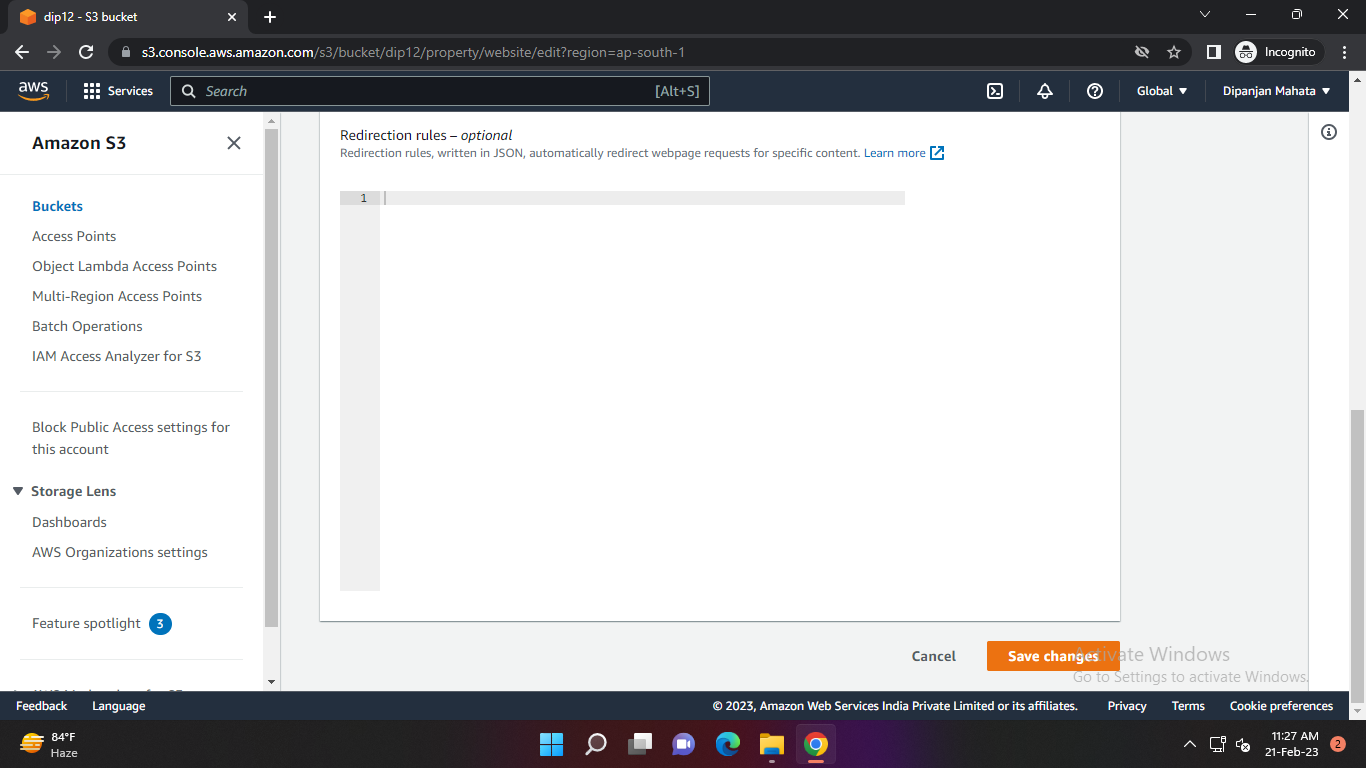 dip12 - S3 bucket
s3.console.aws.amazon.com/s3/bucket/dip12/property/website/edit?region=ap-south-1
Incognito
aws
Services
Search
[Alt+S]
Global
Dipanjan Mahata
Amazon S3
Buckets
Access Points
Object Lambda Access Points
Multi-Region Access Points
Batch Operations
IAM Access Analyzer for S3
Block Public Access settings for
this account
Storage Lens
Dashboards
AWS Organizations settings
Feature spotlight 3
Redirection rules – optional
Redirection rules, written in JSON, automatically redirect webpage requests for specific content. Learn more
1
Cancel
Save changes
Activate Windows
Go to Settings to activate Windows.
Feedback
Language
© 2023, Amazon Web Services India Private Limited or its affiliates.
Privacy
Terms
Cookie preferences
84°F
Haze
11:27 AM
21-Feb-23
2